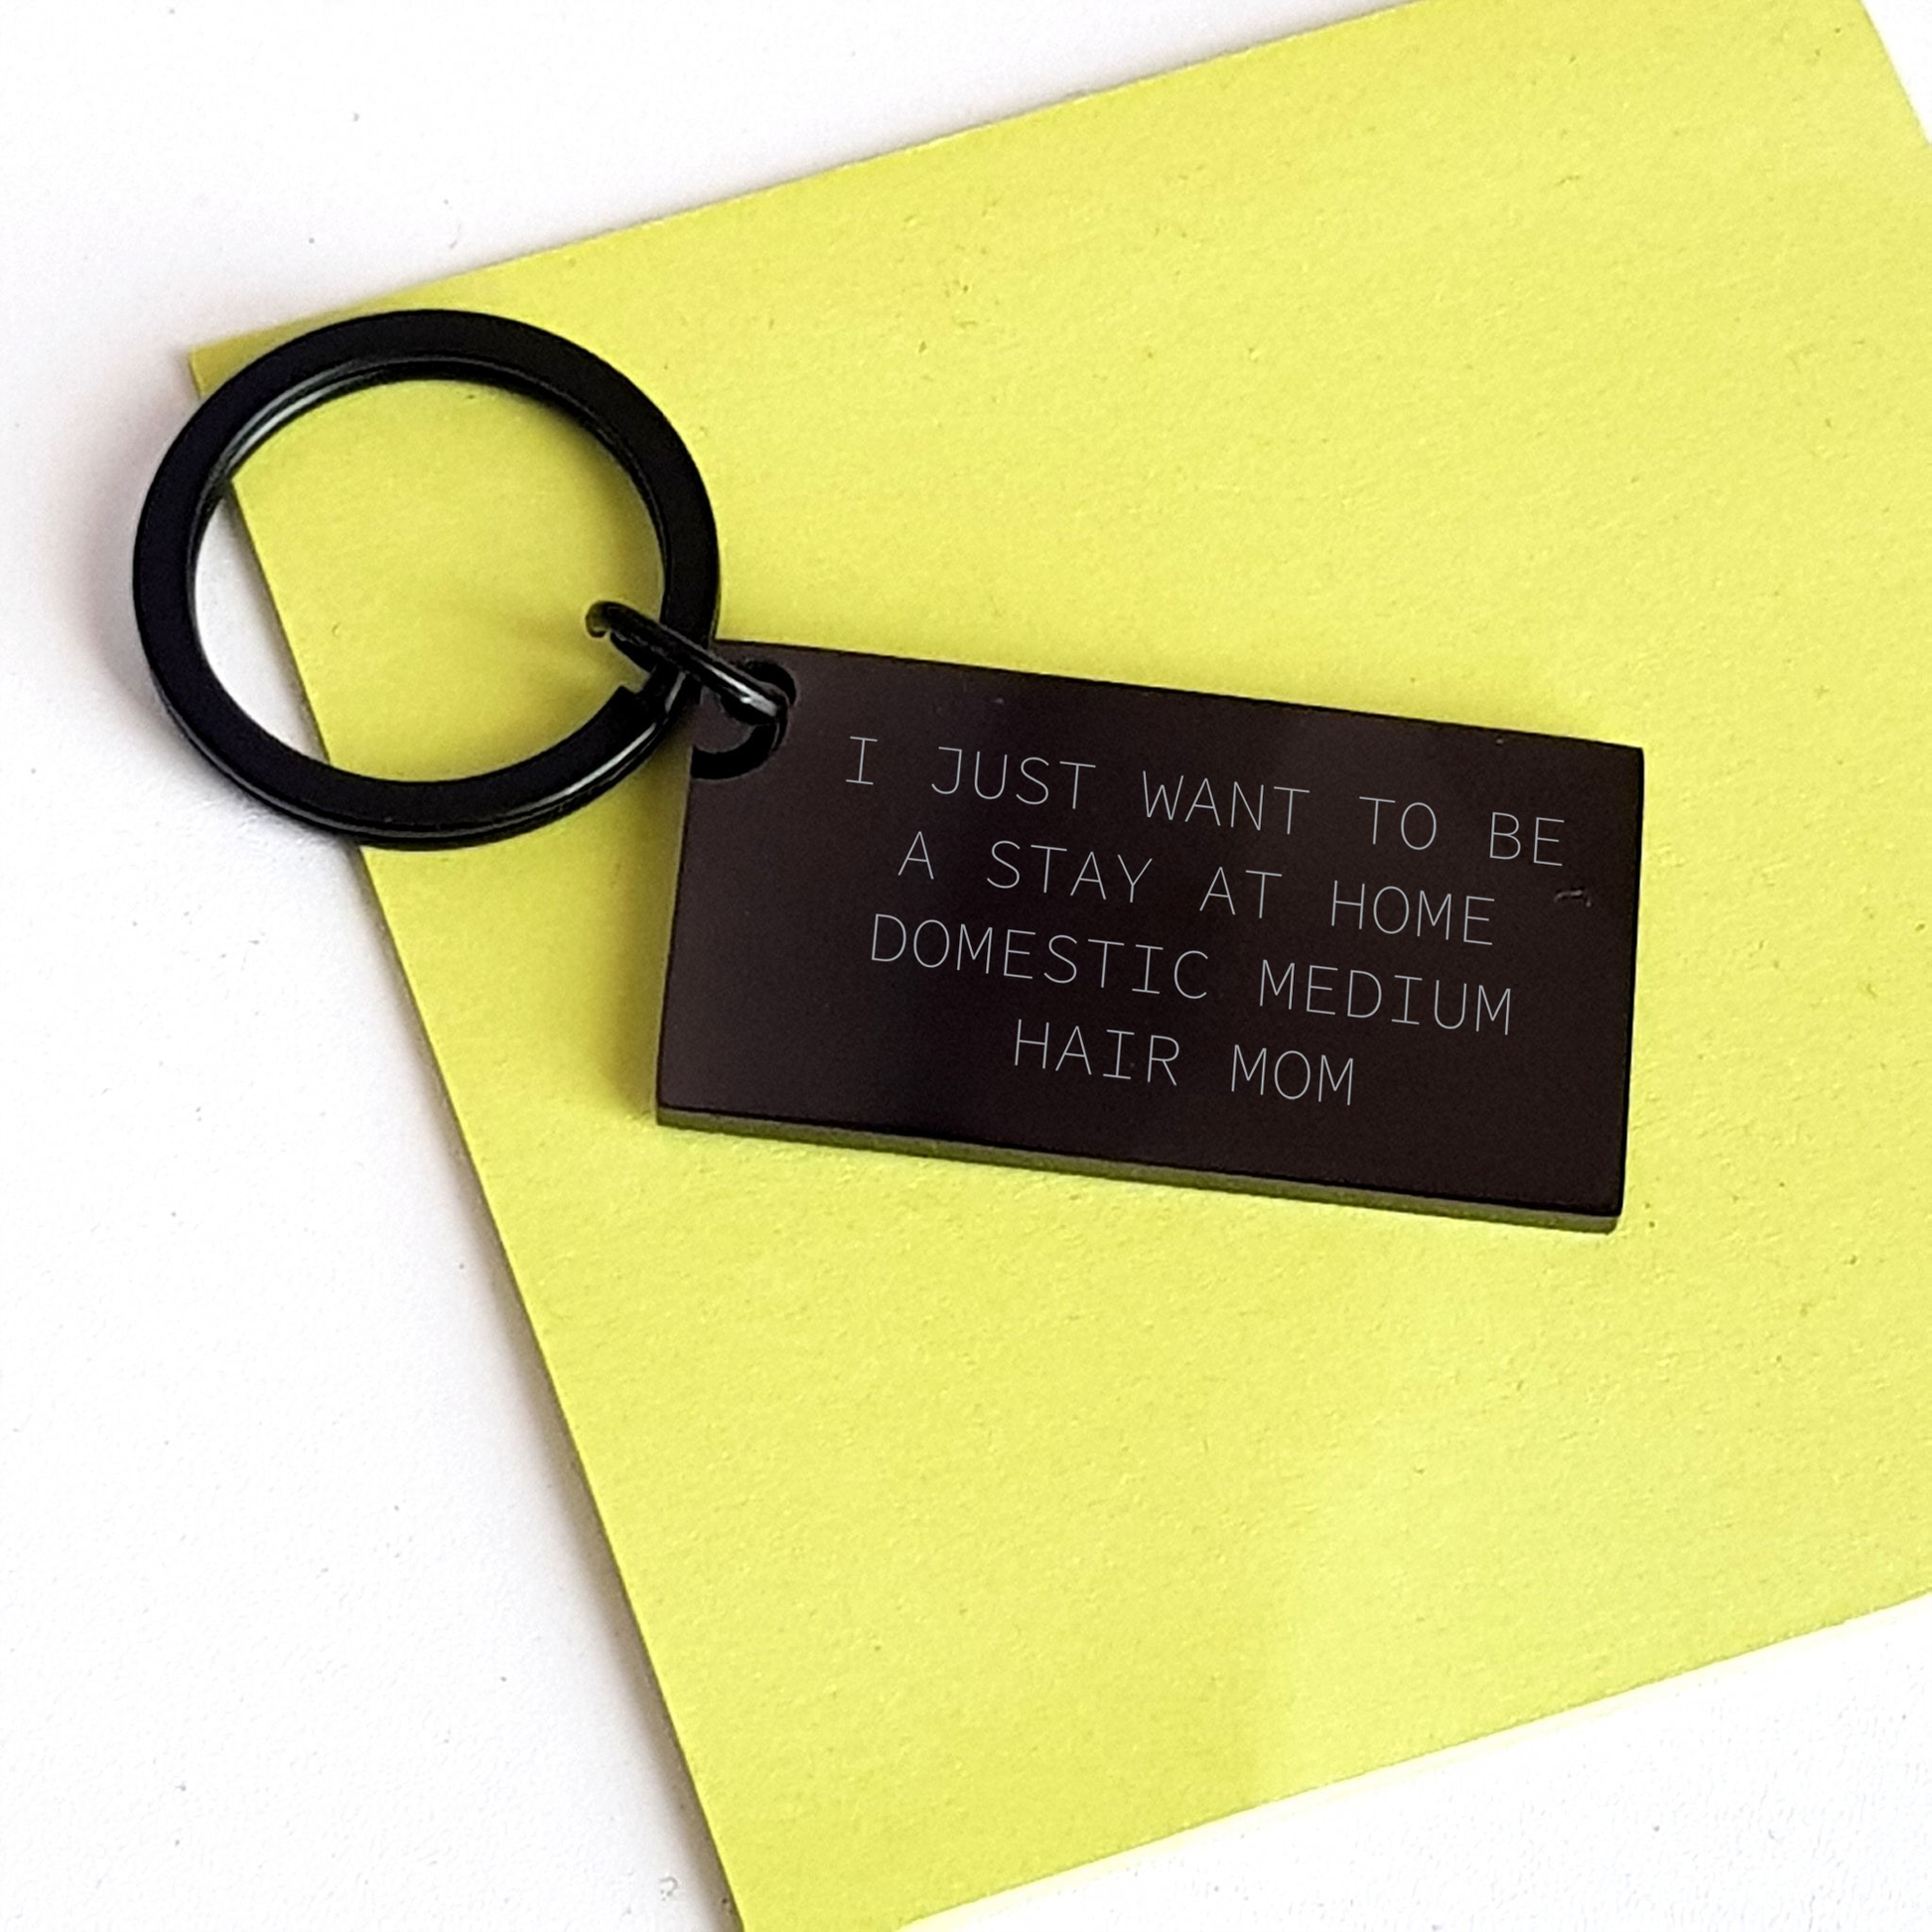 I JUST WANT TO BE
A STAY AT HOME
DOMESTIC MEDIUM
HAIR MOM